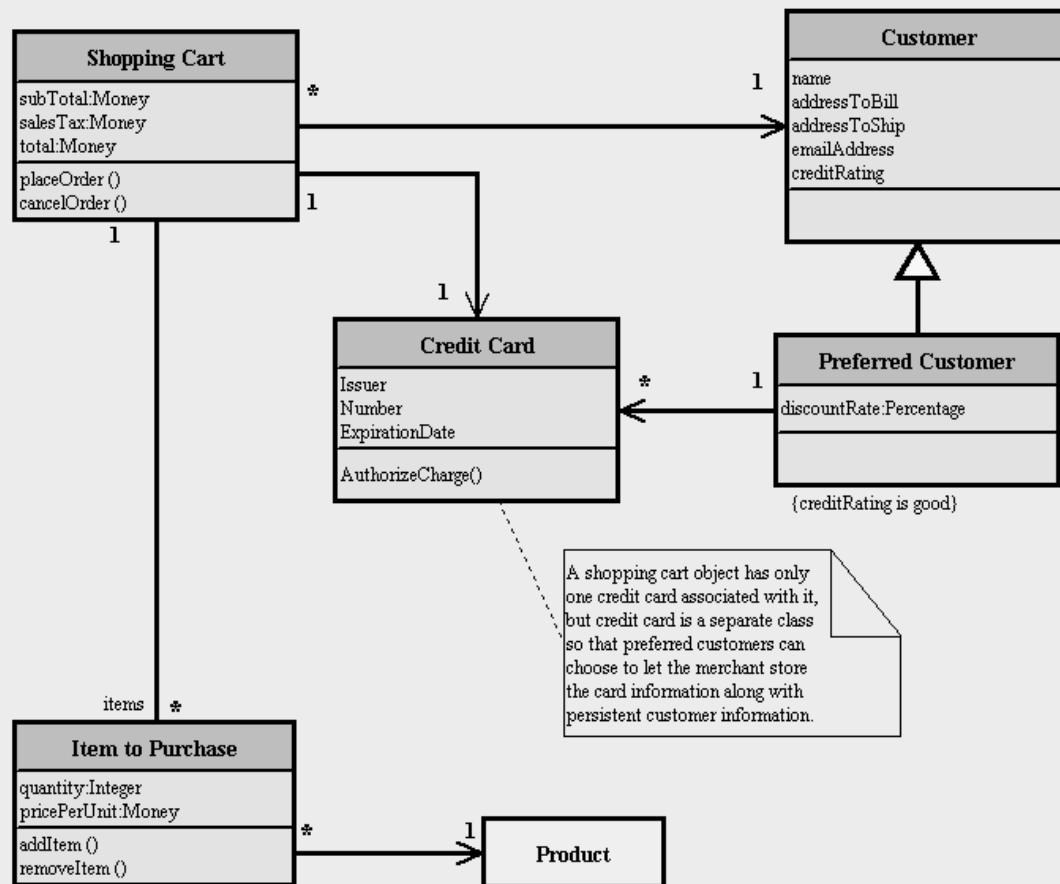 Shopping Cart
subTotal:Money
salesTax:Money
total:Money
placeOrder ()
cancelOrder ()
*
1
Customer
name
addressToBill
addressToShip
emailAddress
creditRating
1
1
1
Credit Card
Issuer
Number
ExpirationDate
AuthorizeCharge()
*
1
Preferred Customer
discountRate:Percentage
{creditRating is good}
A shopping cart object has only
one credit card associated with it,
but credit card is a separate class
so that preferred customers can
choose to let the merchant store
the card information along with
persistent customer information.
items
*
Item to Purchase
quantity:Integer
pricePerUnit:Money
addItem ()
removeItem ()
*
1
Product